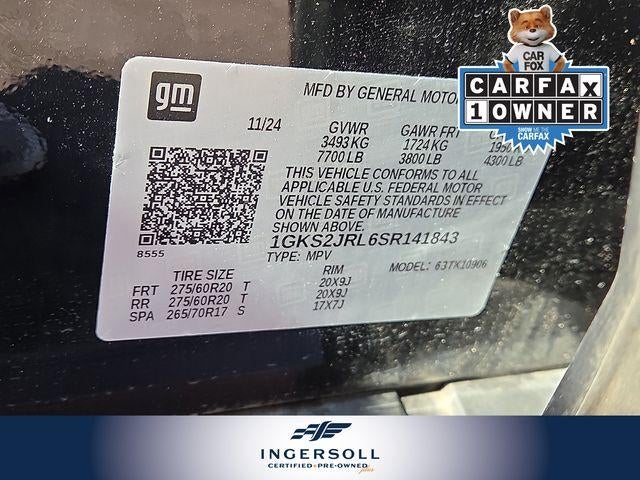 CAR
FOX
CARFAX
1 OWNER
SHOW ME THE
CARFAX
gm
MFD BY GENERAL MOTOR
11/24
GVWR
GAWR FRT
3493 KG
1724 KG
7700 LB
3800 LB
4300 LB
THIS VEHICLE CONFORMS TO ALL
APPLICABLE U.S. FEDERAL MOTOR
VEHICLE SAFETY STANDARDS IN EFFECT
ON THE DATE OF MANUFACTURE
SHOWN ABOVE.
1GKS2JRL6SR141843
8555
TYPE: MPV
MODEL: 63TK10906
TIRE SIZE
RIM
FRT 275/60R20 T 20X9J
RR 275/60R20 T 20X9J
SPA 265/70R17 S 17X7J
INGERSOLL
CERTIFIED PRE-OWNED plus